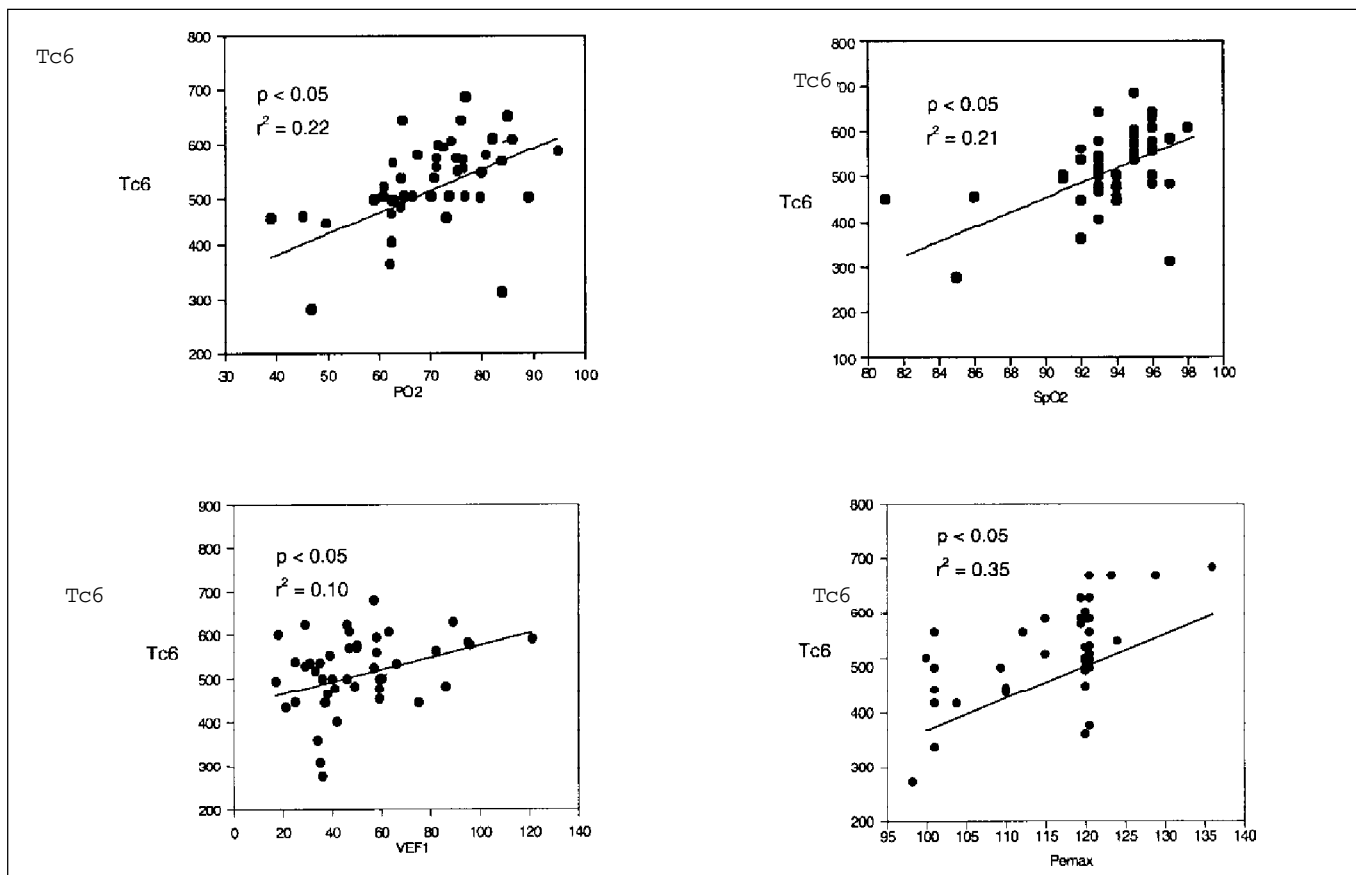 Tc6
800
700
600
500
400
300
200
p < 0.05
r² = 0.22
Tc6
30 40 50 60 70 80 90 100
PO2
Tc6
800
700
600
500
400
300
200
100
p < 0.05
r² = 0.21
Tc6
80 82 84 86 88 90 92 94 96 98 100
SpO2
Tc6
900
800
700
600
500
400
300
200
p < 0.05
r² = 0.10
Tc6
0 20 40 60 80 100 120 140
VEF1
Tc6
800
700
600
500
400
300
200
p < 0.05
r² = 0.35
Tc6
95 100 105 110 115 120 125 130 135 140
Pemax